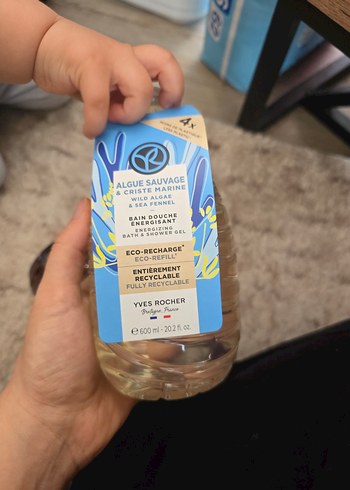 4x
ALGUE SAUVAGE
& CRISTE MARINE
WILD ALGAE
& SEA FENNEL
BAIN DOUCHE
ÉNERGISANT
ENERGIZING
BATH & SHOWER GEL
ECO-RECHARGE*
ECO-REFILL*
ENTIÈREMENT
RECYCLABLE
FULLY RECYCLABLE
YVES ROCHER
Bretagne, France
℮ 600 ml - 20.2 fl. oz.